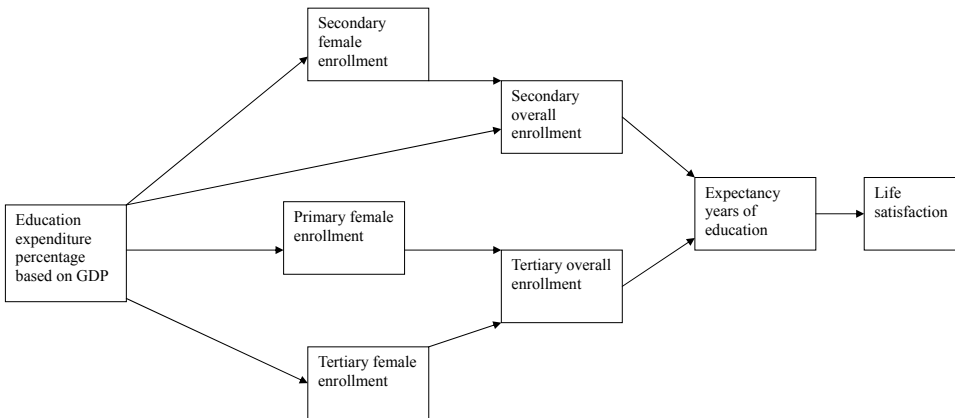 Secondary
female
enrollment
Secondary
overall
enrollment
Education
expenditure
percentage
based on GDP
Primary female
enrollment
Tertiary overall
enrollment
Tertiary female
enrollment
Expectancy
years of
education
Life
satisfaction